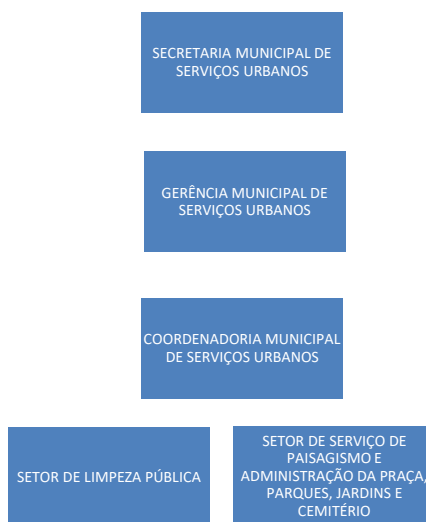 SECRETARIA MUNICIPAL DE
SERVIÇOS URBANOS
GERÊNCIA MUNICIPAL DE
SERVIÇOS URBANOS
COORDENADORIA MUNICIPAL
DE SERVIÇOS URBANOS
SETOR DE LIMPEZA PÚBLICA
SETOR DE SERVIÇO DE
PAISAGISMO E
ADMINISTRAÇÃO DA PRAÇA,
PARQUES, JARDINS E
CEMITÉRIO